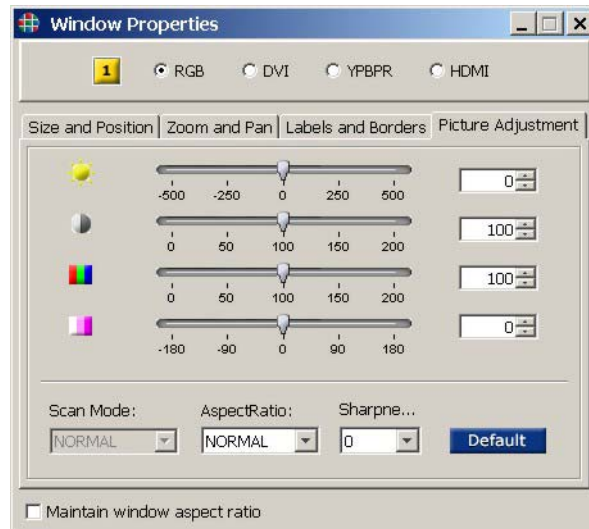 Window Properties
1 RGB DVI YPBPR HDMI
Size and Position Zoom and Pan Labels and Borders Picture Adjustment
-500 -250 0 250 500 0
0 50 100 150 200 100
0 50 100 150 200 100
-180 -90 0 90 180 0
Scan Mode: AspectRatio: Sharpne...
NORMAL NORMAL 0 Default
Maintain window aspect ratio